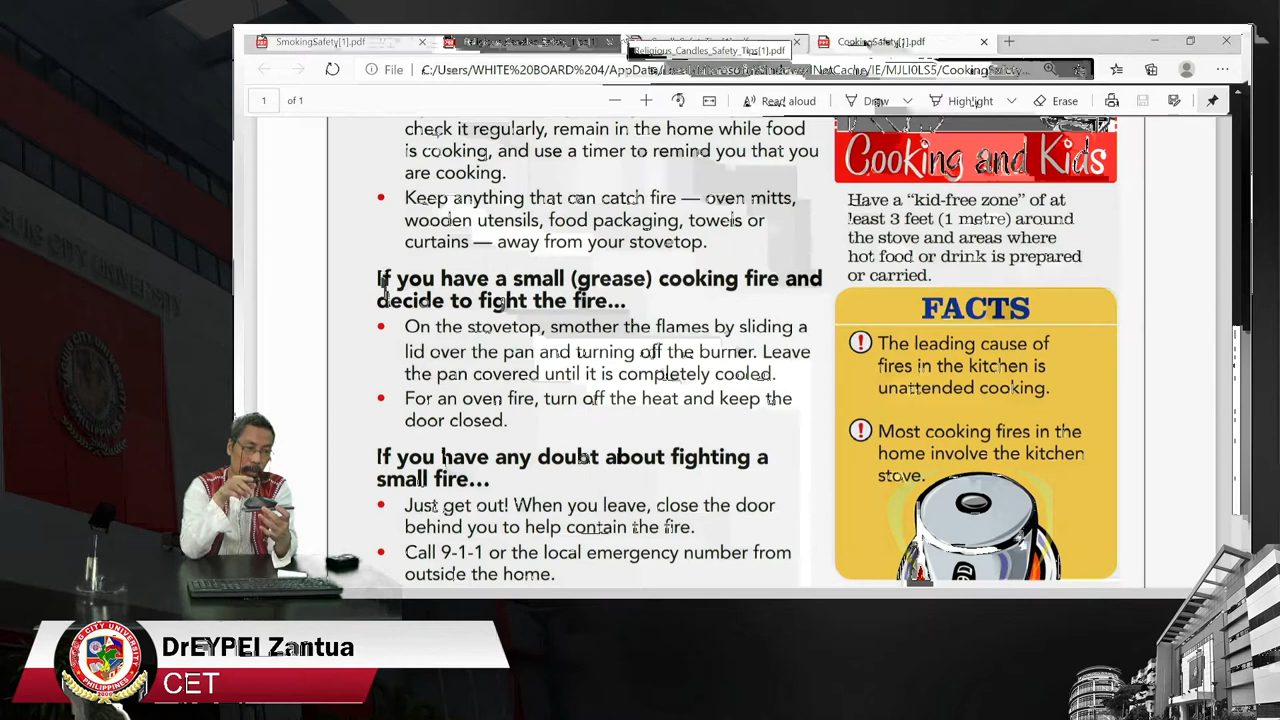 SmokingSafety[1].pdf
Religious_Candles_Safety_Tips[1].pdf
CookingSafety[1].pdf
File
C:/Users/WHITE%20BOARD%204/AppData/
NetCache/IE/MJLI0LS5/CookingSafety...
1 of 1
Read aloud
Draw
Highlight
Erase
check it regularly, remain in the home while food
is cooking, and use a timer to remind you that you
are cooking.
• Keep anything that can catch fire — oven mitts,
wooden utensils, food packaging, towels or
curtains — away from your stovetop.
If you have a small (grease) cooking fire and
decide to fight the fire...
• On the stovetop, smother the flames by sliding a
lid over the pan and turning off the burner. Leave
the pan covered until it is completely cooled.
• For an oven fire, turn off the heat and keep the
door closed.
If you have any doubt about fighting a
small fire...
• Just get out! When you leave, close the door
behind you to help contain the fire.
• Call 9-1-1 or the local emergency number from
outside the home.
Cooking and Kids
Have a “kid-free zone” of at
least 3 feet (1 metre) around
the stove and areas where
hot food or drink is prepared
or carried.
FACTS
! The leading cause of
fires in the kitchen is
unattended cooking.
! Most cooking fires in the
home involve the kitchen
stove.
DrEYPEI Zantua
CET